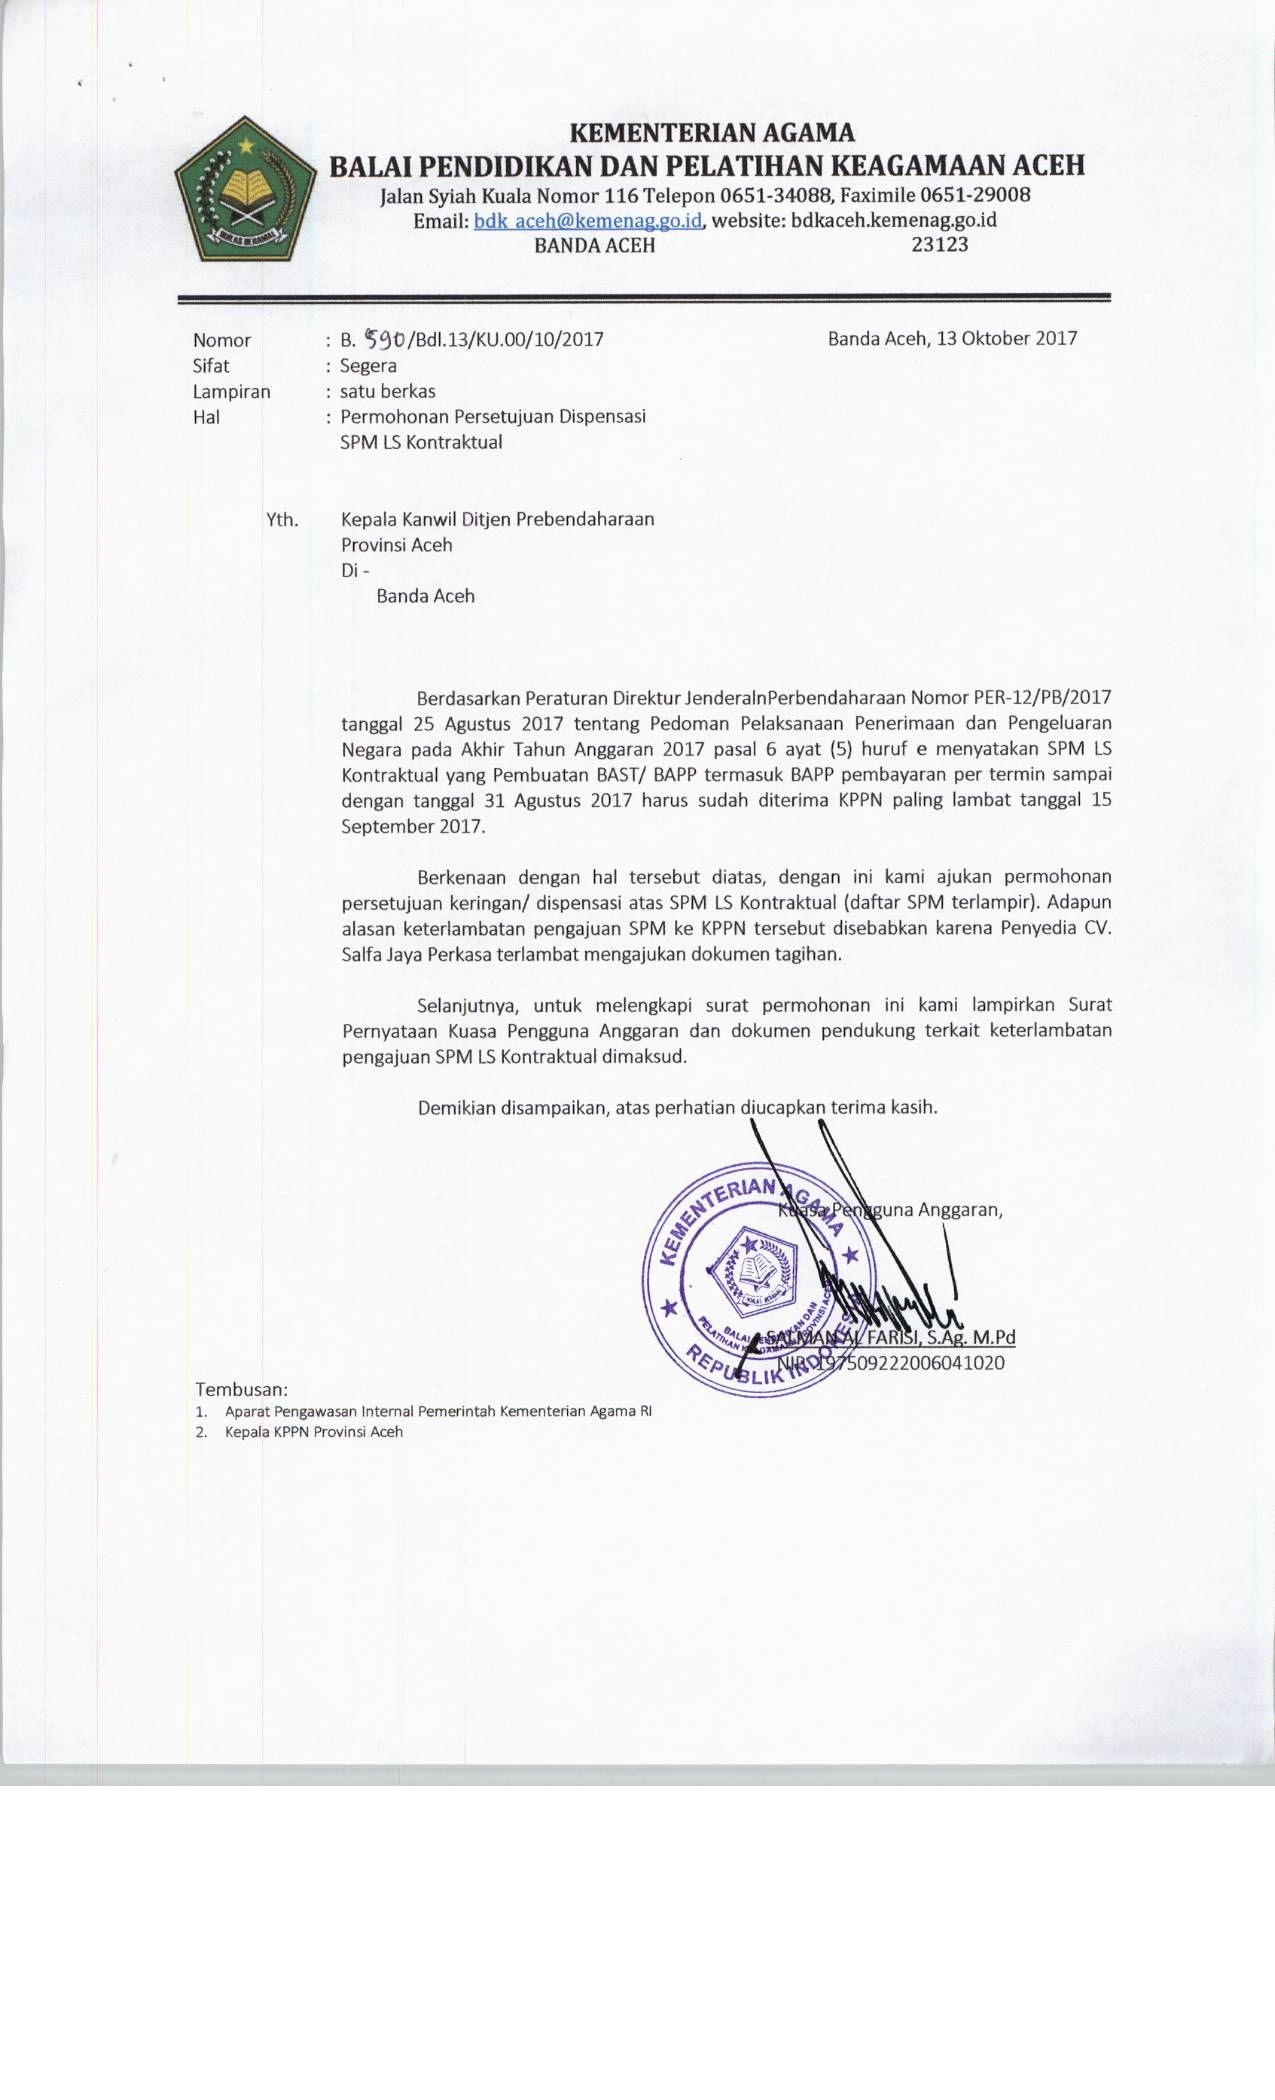 KEMENTERIAN AGAMA
BALAI PENDIDIKAN DAN PELATIHAN KEAGAMAAN ACEH
Jalan Syiah Kuala Nomor 116 Telepon 0651-34088, Faximile 0651-29008
Email: bdk_aceh@kemenag.go.id, website: bdkaceh.kemenag.go.id
BANDA ACEH 23123
IKHLAS BERAMAL
Nomor : B. 590/Bdl.13/KU.00/10/2017 Banda Aceh, 13 Oktober 2017
Sifat : Segera
Lampiran : satu berkas
Hal : Permohonan Persetujuan Dispensasi
SPM LS Kontraktual
Yth. Kepala Kanwil Ditjen Prebendaharaan
Provinsi Aceh
Di -
Banda Aceh
Berdasarkan Peraturan Direktur JenderalnPerbendaharaan Nomor PER-12/PB/2017
tanggal 25 Agustus 2017 tentang Pedoman Pelaksanaan Penerimaan dan Pengeluaran
Negara pada Akhir Tahun Anggaran 2017 pasal 6 ayat (5) huruf e menyatakan SPM LS
Kontraktual yang Pembuatan BAST/ BAPP termasuk BAPP pembayaran per termin sampai
dengan tanggal 31 Agustus 2017 harus sudah diterima KPPN paling lambat tanggal 15
September 2017.
Berkenaan dengan hal tersebut diatas, dengan ini kami ajukan permohonan
persetujuan keringan/ dispensasi atas SPM LS Kontraktual (daftar SPM terlampir). Adapun
alasan keterlambatan pengajuan SPM ke KPPN tersebut disebabkan karena Penyedia CV.
Salfa Jaya Perkasa terlambat mengajukan dokumen tagihan.
Selanjutnya, untuk melengkapi surat permohonan ini kami lampirkan Surat
Pernyataan Kuasa Pengguna Anggaran dan dokumen pendukung terkait keterlambatan
pengajuan SPM LS Kontraktual dimaksud.
Demikian disampaikan, atas perhatian diucapkan terima kasih.
Kuasa Pengguna Anggaran,
KEMENTERIAN AGAMA
BALAI PENDIDIKAN DAN
PELATIHAN KEAGAMAAN PROVINSI ACEH
REPUBLIK INDONESIA
SALMAN AL FARISI, S.Ag. M.Pd
NIP. 197509222006041020
Tembusan:
1. Aparat Pengawasan Internal Pemerintah Kementerian Agama RI
2. Kepala KPPN Provinsi Aceh